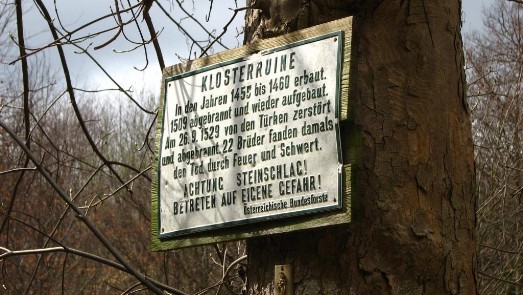 KLOSTERRUINE
In den Jahren 1455 bis 1460 erbaut.
1509 abgebrannt und wieder aufgebaut.
Am 26.9.1529 von den Türken zerstört
und abgebrannt. 22 Brüder fanden damals
den Tod durch Feuer und Schwert.
ACHTUNG STEINSCHLAG!
BETRETEN AUF EIGENE GEFAHR!
Österreichische Bundesforste